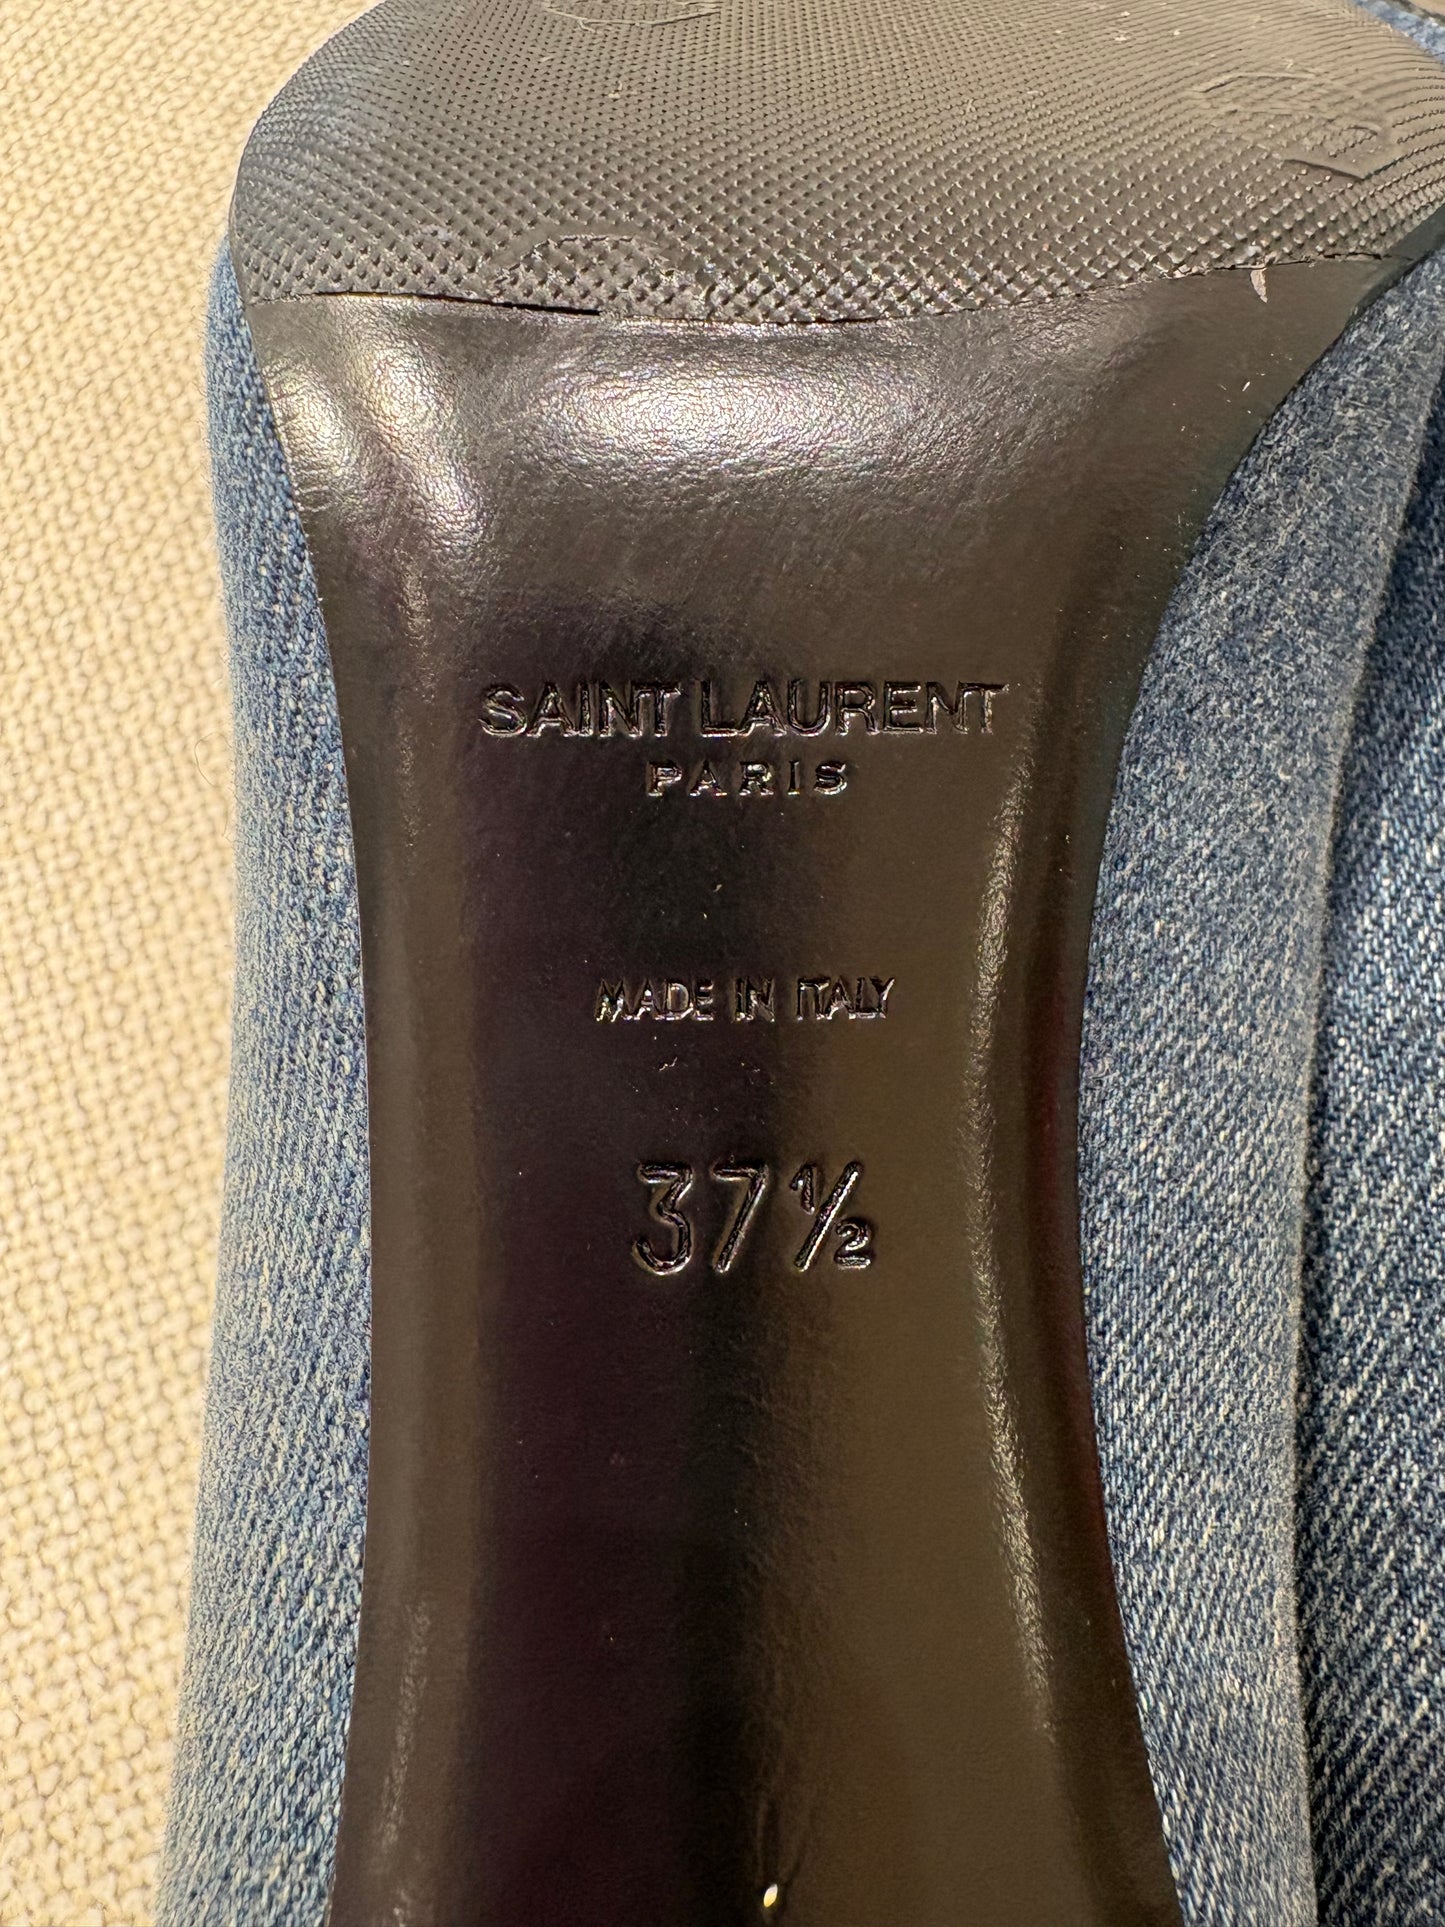 SAINT LAURENT
PARIS
MADE IN ITALY
37½